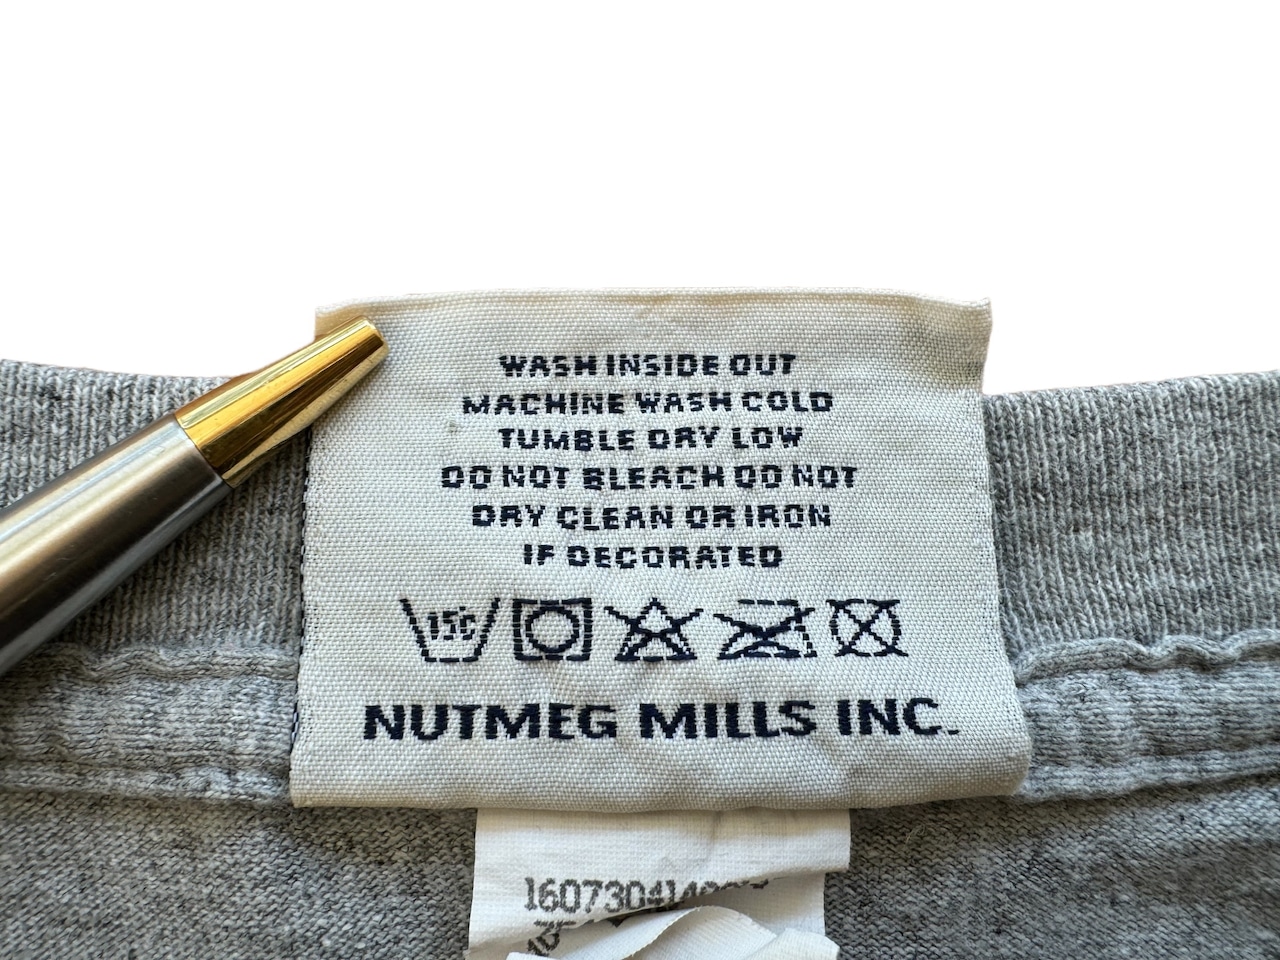 WASH INSIDE OUT
MACHINE WASH COLD
TUMBLE DRY LOW
DO NOT BLEACH DO NOT
DRY CLEAN OR IRON
IF DECORATED
15C
NUTMEG MILLS INC.